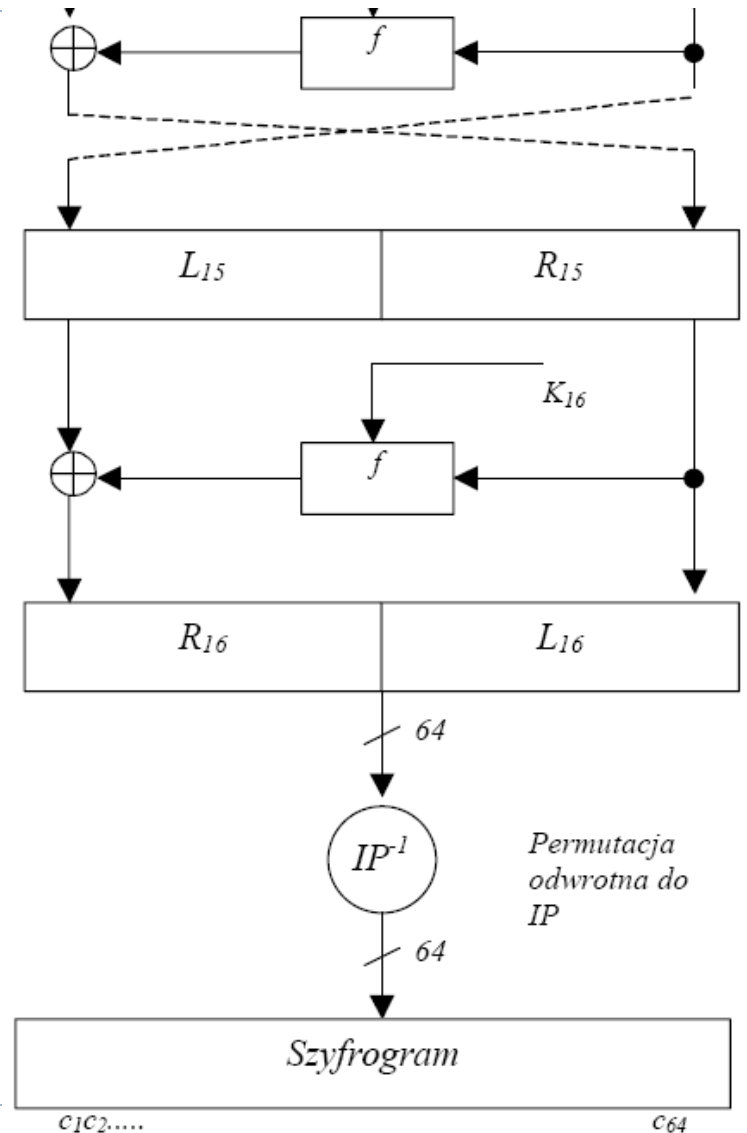 f
L15 R15
K16
f
R16 L16
64
IP-1
Permutacja
odwrotna do
IP
64
Szyfrogram
c1c2..... c64